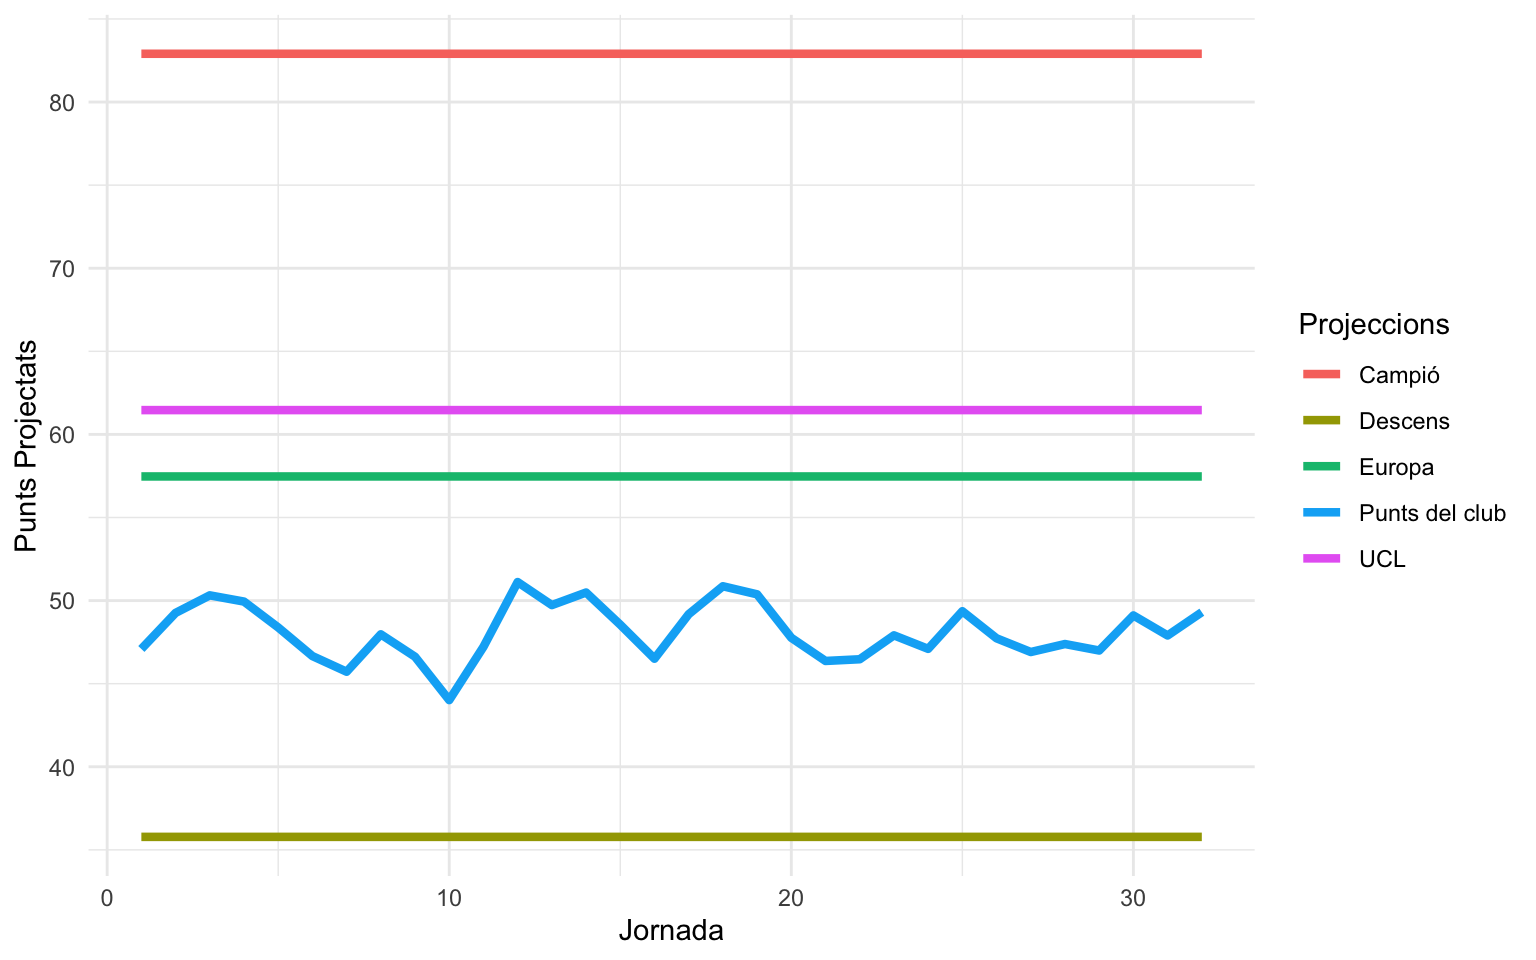 80
70
60
50
40
Punts Projectats
0 10 20 30
Jornada
Projeccions
Campió
Descens
Europa
Punts del club
UCL